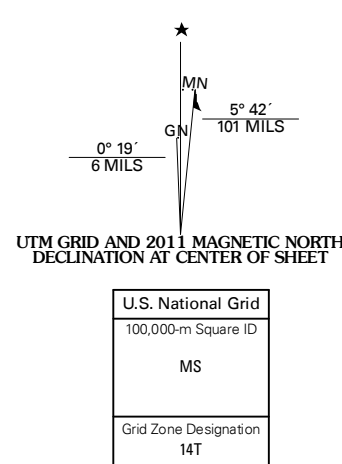 ★
MN
GN
5° 42´
101 MILS
0° 19´
6 MILS
UTM GRID AND 2011 MAGNETIC NORTH
DECLINATION AT CENTER OF SHEET
U.S. National Grid
100,000-m Square ID
MS
Grid Zone Designation
14T